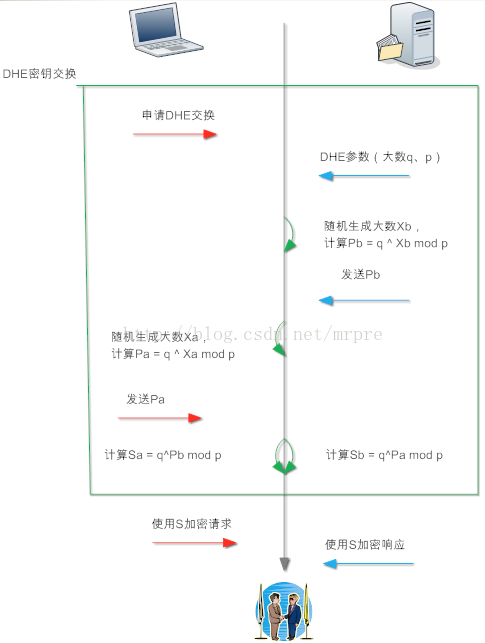 DHE密钥交换
申请DHE交换
DHE参数（大数q、p）
随机生成大数Xb，
计算Pb = q ^ Xb mod p
发送Pb
http://blog.csdn.net/mrpre
随机生成大数Xa，
计算Pa = q ^ Xa mod p
发送Pa
计算Sa = q^Pb mod p
计算Sb = q^Pa mod p
使用S加密请求
使用S加密响应